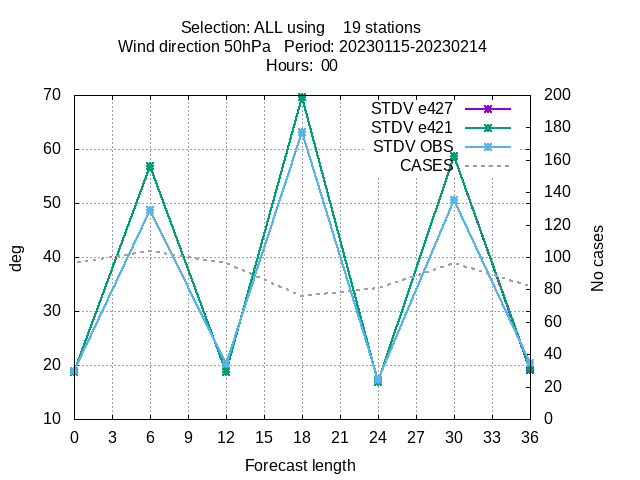 Selection: ALL using    19 stations
Wind direction 50hPa   Period: 20230115-20230214
Hours:  00
STDV e427
STDV e421
STDV OBS
CASES
70
60
50
40
30
20
10
200
180
160
140
120
100
80
60
40
20
0
deg
No cases
0 3 6 9 12 15 18 21 24 27 30 33 36
Forecast length